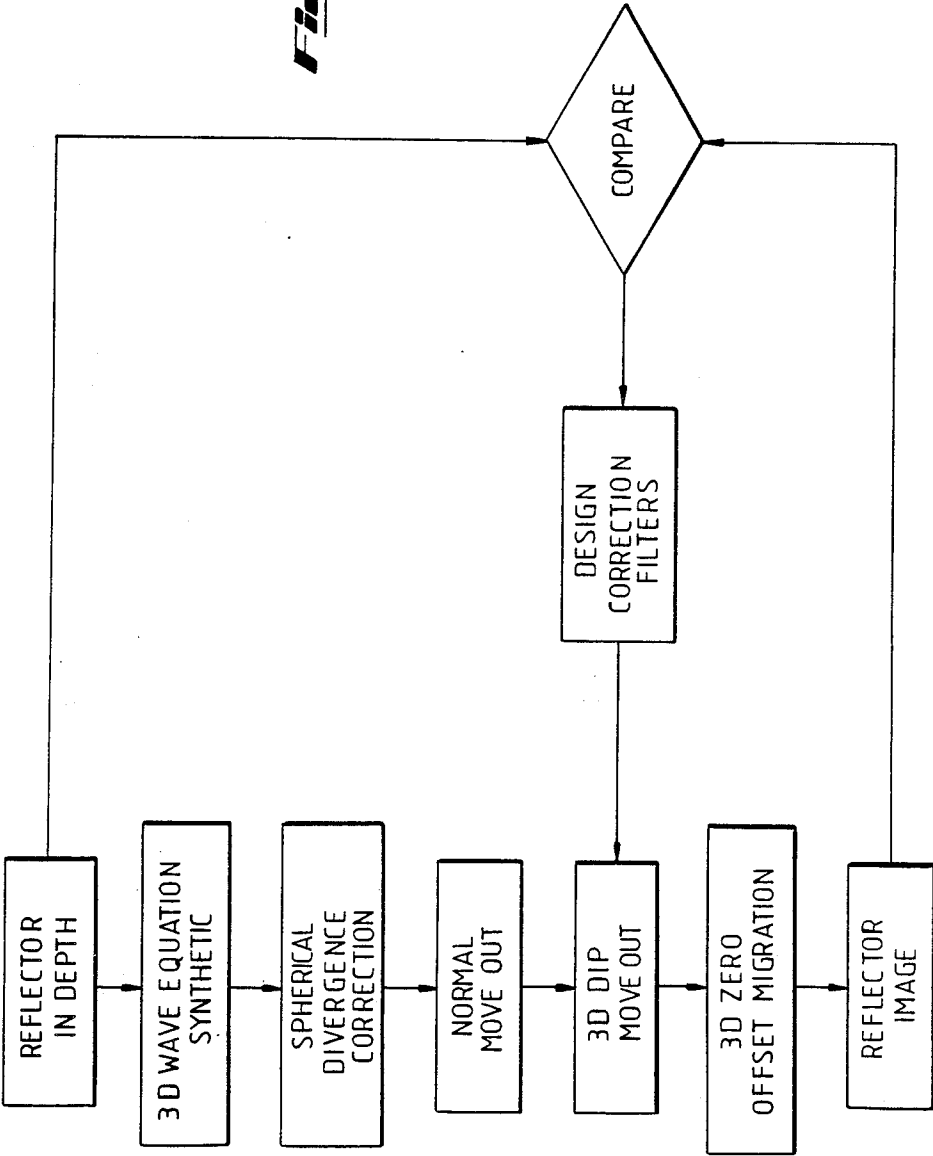 REFLECTOR
IN DEPTH
3D WAVE EQUATION
SYNTHETIC
SPHERICAL
DIVERGENCE
CORRECTION
NORMAL
MOVE OUT
3D DIP
MOVE OUT
3D ZERO
OFFSET MIGRATION
REFLECTOR
IMAGE
DESIGN
CORRECTION
FILTERS
COMPARE